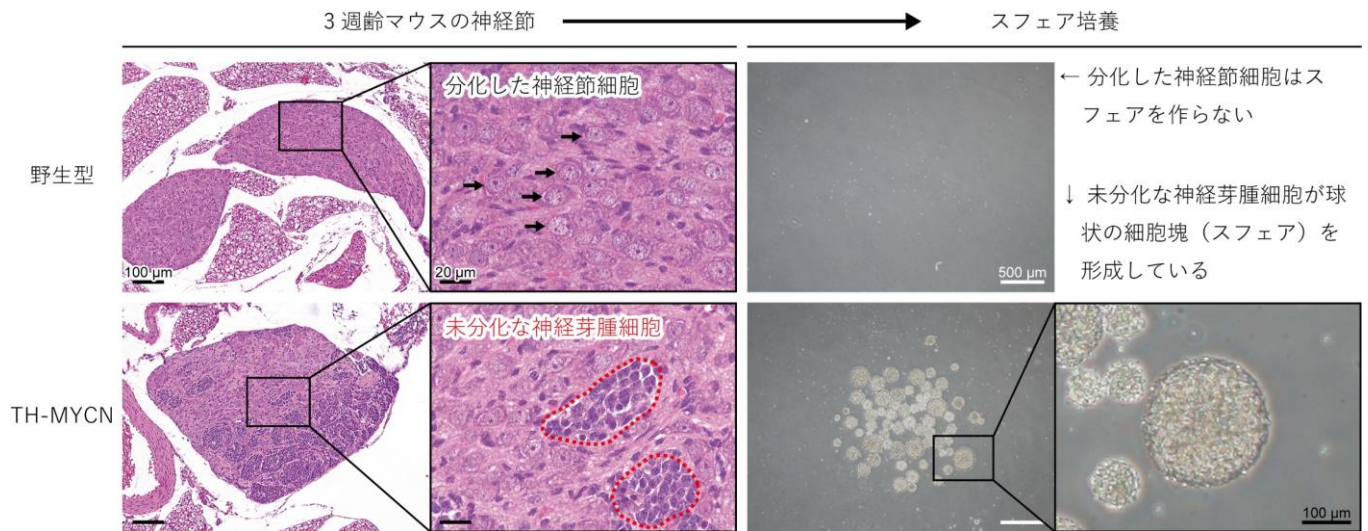 3 週齢マウスの神経節
スフェア培養
野生型
分化した神経節細胞
100 µm
20 µm
500 µm
← 分化した神経節細胞はス
フェアを作らない
↓ 未分化な神経芽腫細胞が球
状の細胞塊(スフェア)を
形成している
TH-MYCN
未分化な神経芽腫細胞
100 µm